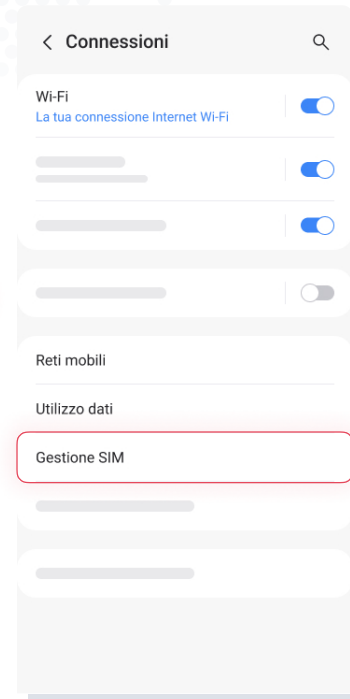 Connessioni
Wi-Fi
La tua connessione Internet Wi-Fi
Reti mobili
Utilizzo dati
Gestione SIM